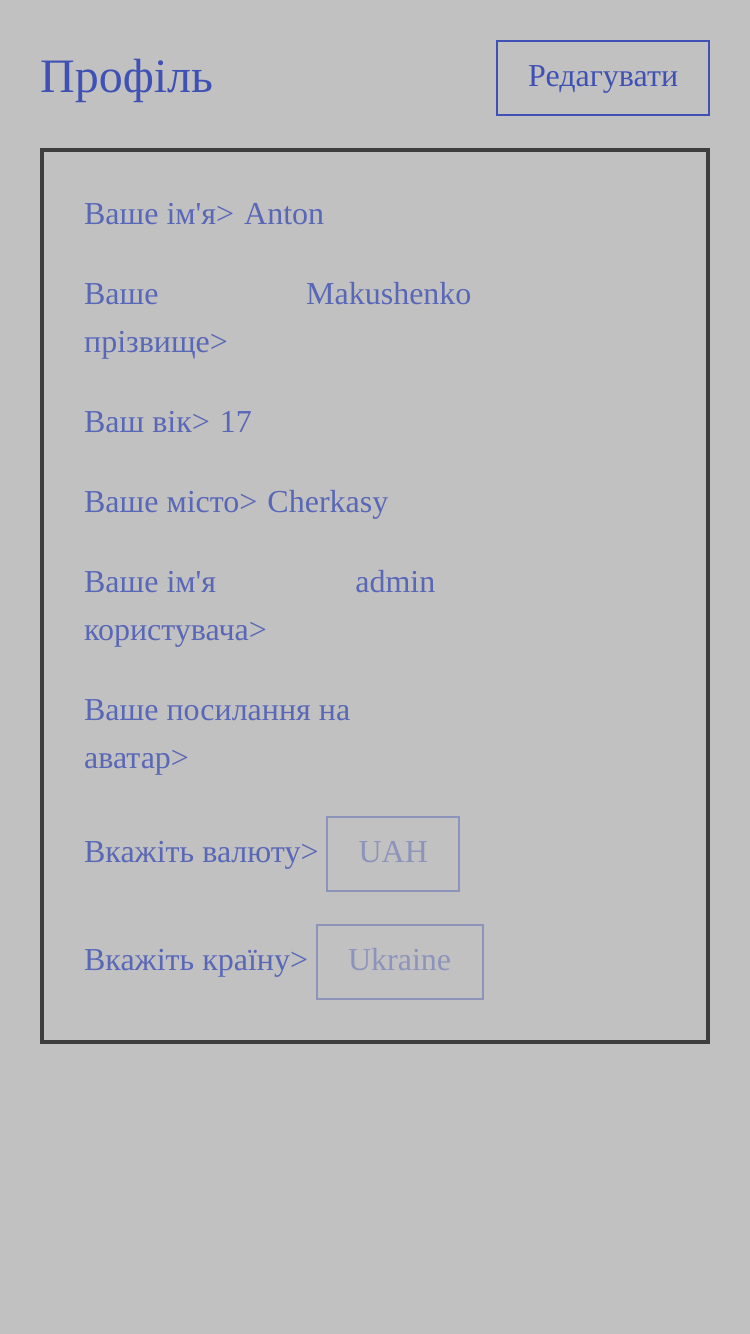 Профіль
Редагувати
Ваше ім'я> Anton
Ваше Makushenko
прізвище>
Ваш вік> 17
Ваше місто> Cherkasy
Ваше ім'я admin
користувача>
Ваше посилання на
аватар>
Вкажіть валюту> UAH
Вкажіть країну> Ukraine